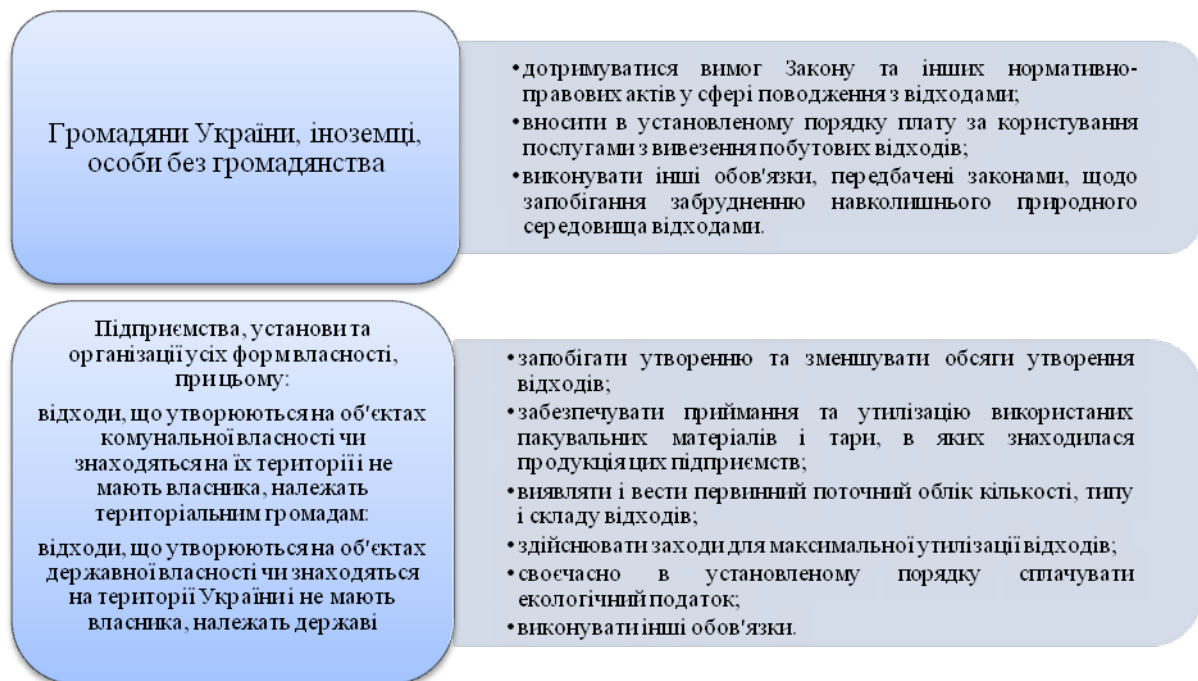 Громадяни України, іноземці,
особи без громадянства
•дотримуватися вимог Закону та інших нормативно-
правових актів у сфері поводження з відходами;
•вносити в установленому порядку плату за користування
послугами з вивезення побутових відходів;
•виконувати інші обов'язки, передбачені законами, щодо
запобігання забрудненню навколишнього природного
середовища відходами.
Підприємства, установи та
організації усіх форм власності,
при цьому:
відходи, що утворюються на об'єктах
комунальної власності чи
знаходяться на їх території і не
мають власника, належать
територіальним громадам:
відходи, що утворюються на об'єктах
державної власності чи знаходяться
на території України і не мають
власника, належать державі
•запобігати утворенню та зменшувати обсяги утворення
відходів;
•забезпечувати приймання та утилізацію використаних
пакувальних матеріалів і тари, в яких знаходилася
продукція цих підприємств;
•виявляти і вести первинний поточний облік кількості, типу
і складу відходів;
•здійснювати заходи для максимальної утилізації відходів;
•своєчасно в установленому порядку сплачувати
екологічний податок;
•виконувати інші обов'язки.